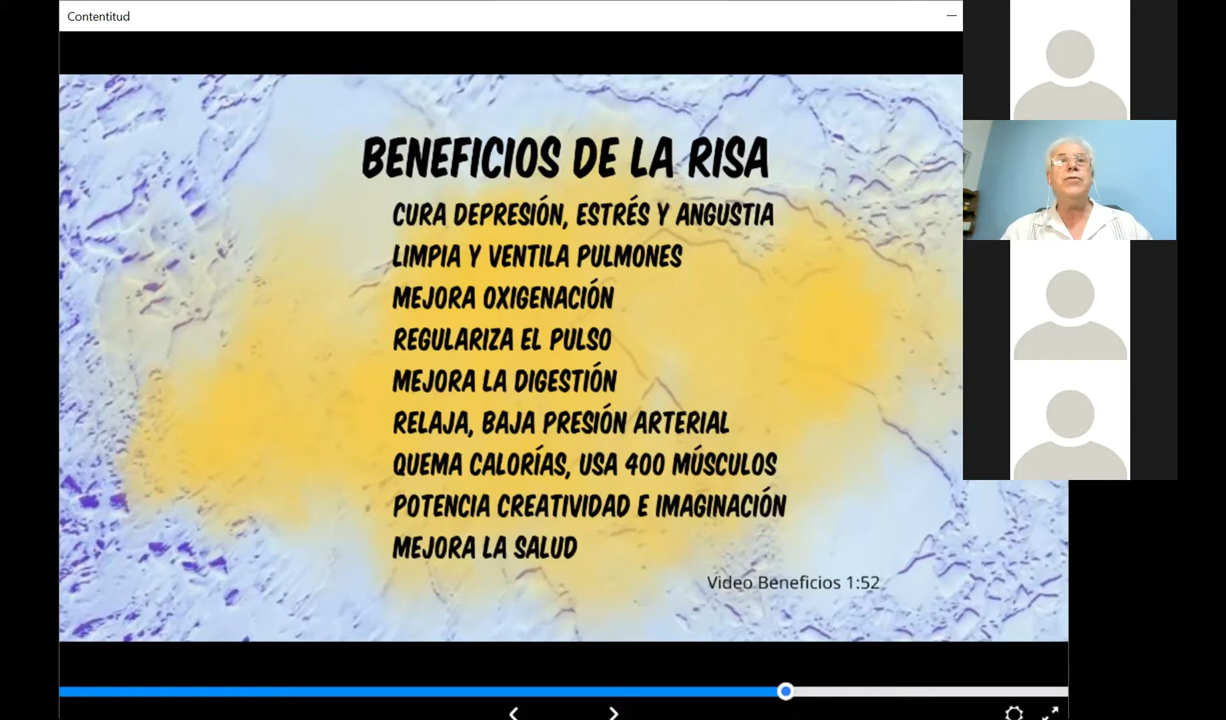 Contentitud
BENEFICIOS DE LA RISA
CURA DEPRESIÓN, ESTRÉS Y ANGUSTIA
LIMPIA Y VENTILA PULMONES
MEJORA OXIGENACIÓN
REGULARIZA EL PULSO
MEJORA LA DIGESTIÓN
RELAJA, BAJA PRESIÓN ARTERIAL
QUEMA CALORÍAS, USA 400 MÚSCULOS
POTENCIA CREATIVIDAD E IMAGINACIÓN
MEJORA LA SALUD
Video Beneficios 1:52